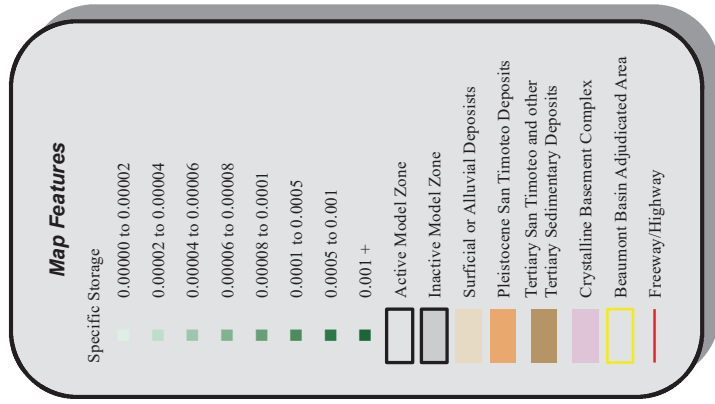 Map Features
Specific Storage
0.00000 to 0.00002
0.00002 to 0.00004
0.00004 to 0.00006
0.00006 to 0.00008
0.00008 to 0.0001
0.0001 to 0.0005
0.0005 to 0.001
0.001 +
Active Model Zone
Inactive Model Zone
Surficial or Alluvial Deposists
Pleistocene San Timoteo Deposits
Tertiary San Timoteo and other
Tertiary Sedimentary Deposits
Crystalline Basement Complex
Beaumont Basin Adjudicated Area
Freeway/Highway